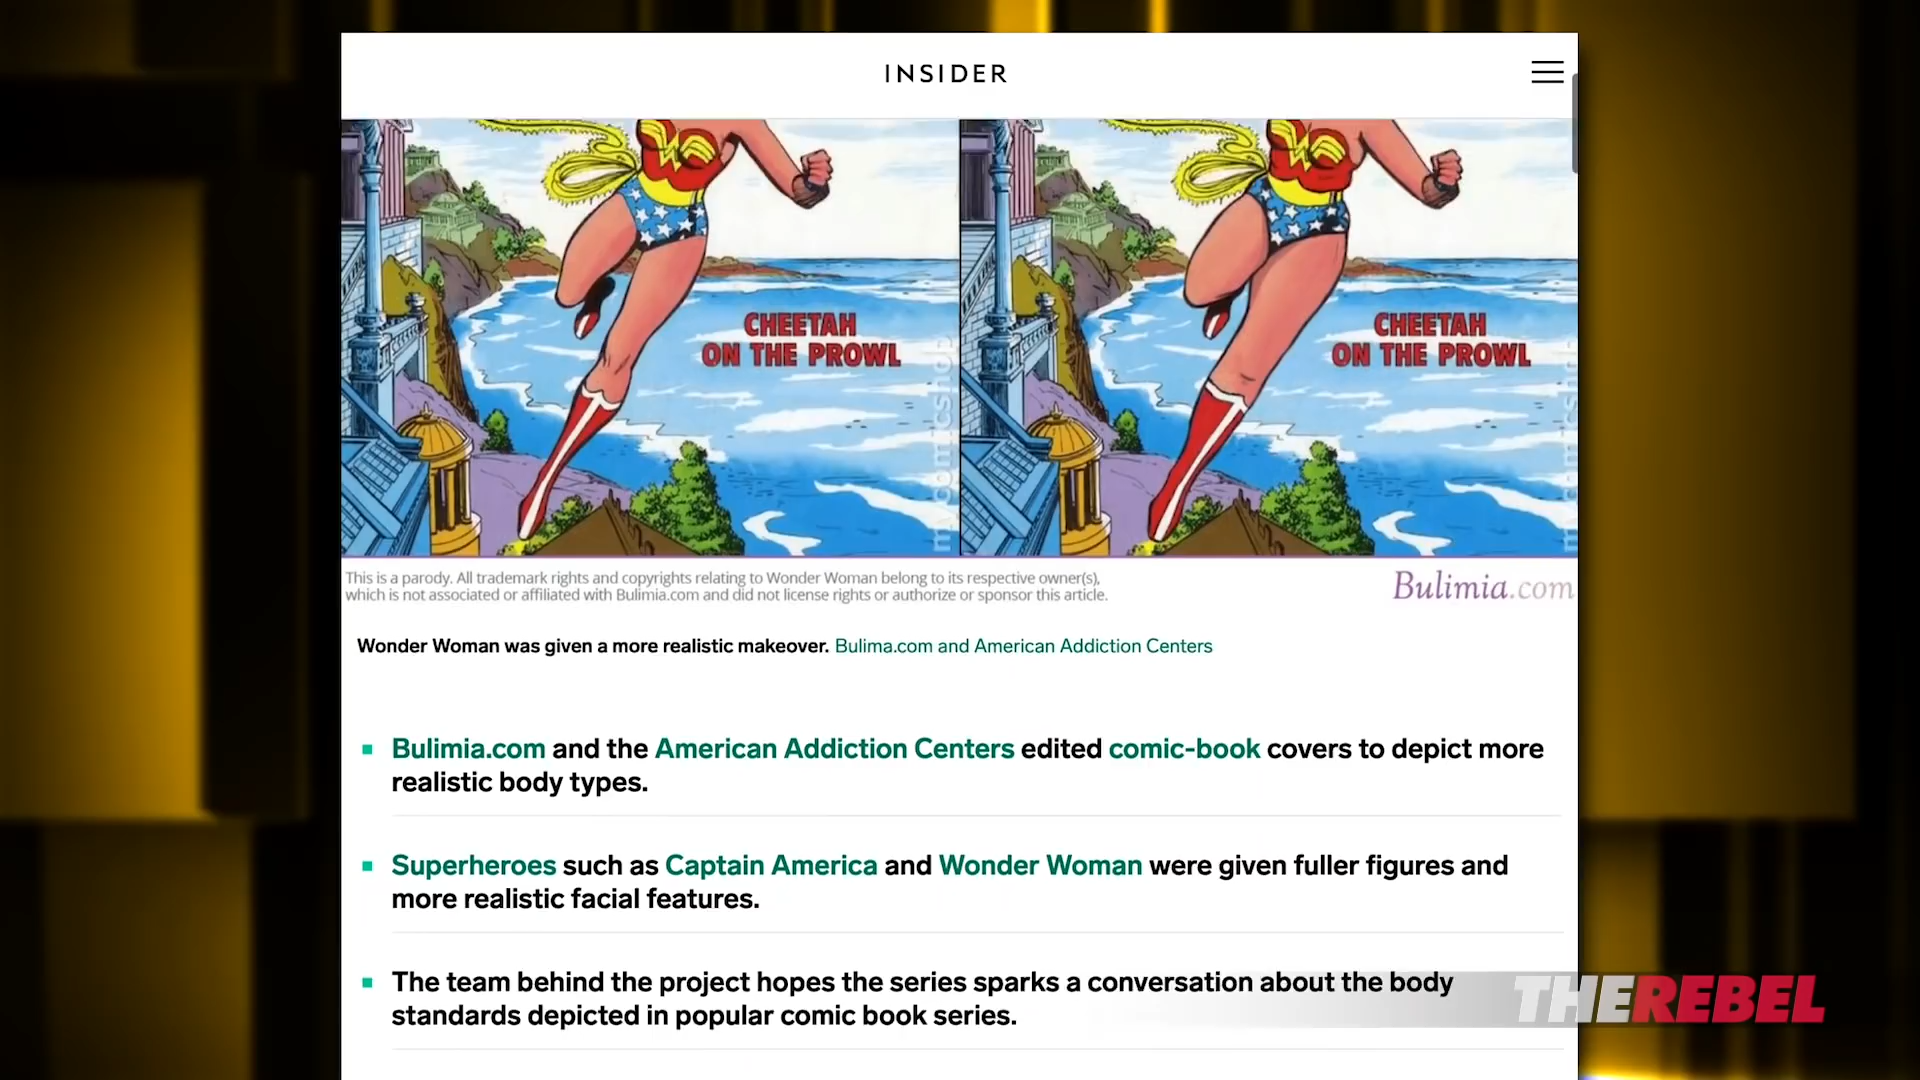 INSIDER
CHEETAH
ON THE PROWL
CHEETAH
ON THE PROWL
This is a parody. All trademark rights and copyrights relating to Wonder Woman belong to its respective owner(s),
which is not associated or affiliated with Bulimia.com and did not license rights or authorize or sponsor this article.
Bulimia.com
Wonder Woman was given a more realistic makeover. Bulima.com and American Addiction Centers
Bulimia.com and the American Addiction Centers edited comic-book covers to depict more
realistic body types.
Superheroes such as Captain America and Wonder Woman were given fuller figures and
more realistic facial features.
The team behind the project hopes the series sparks a conversation about the body
standards depicted in popular comic book series.
THEREBEL